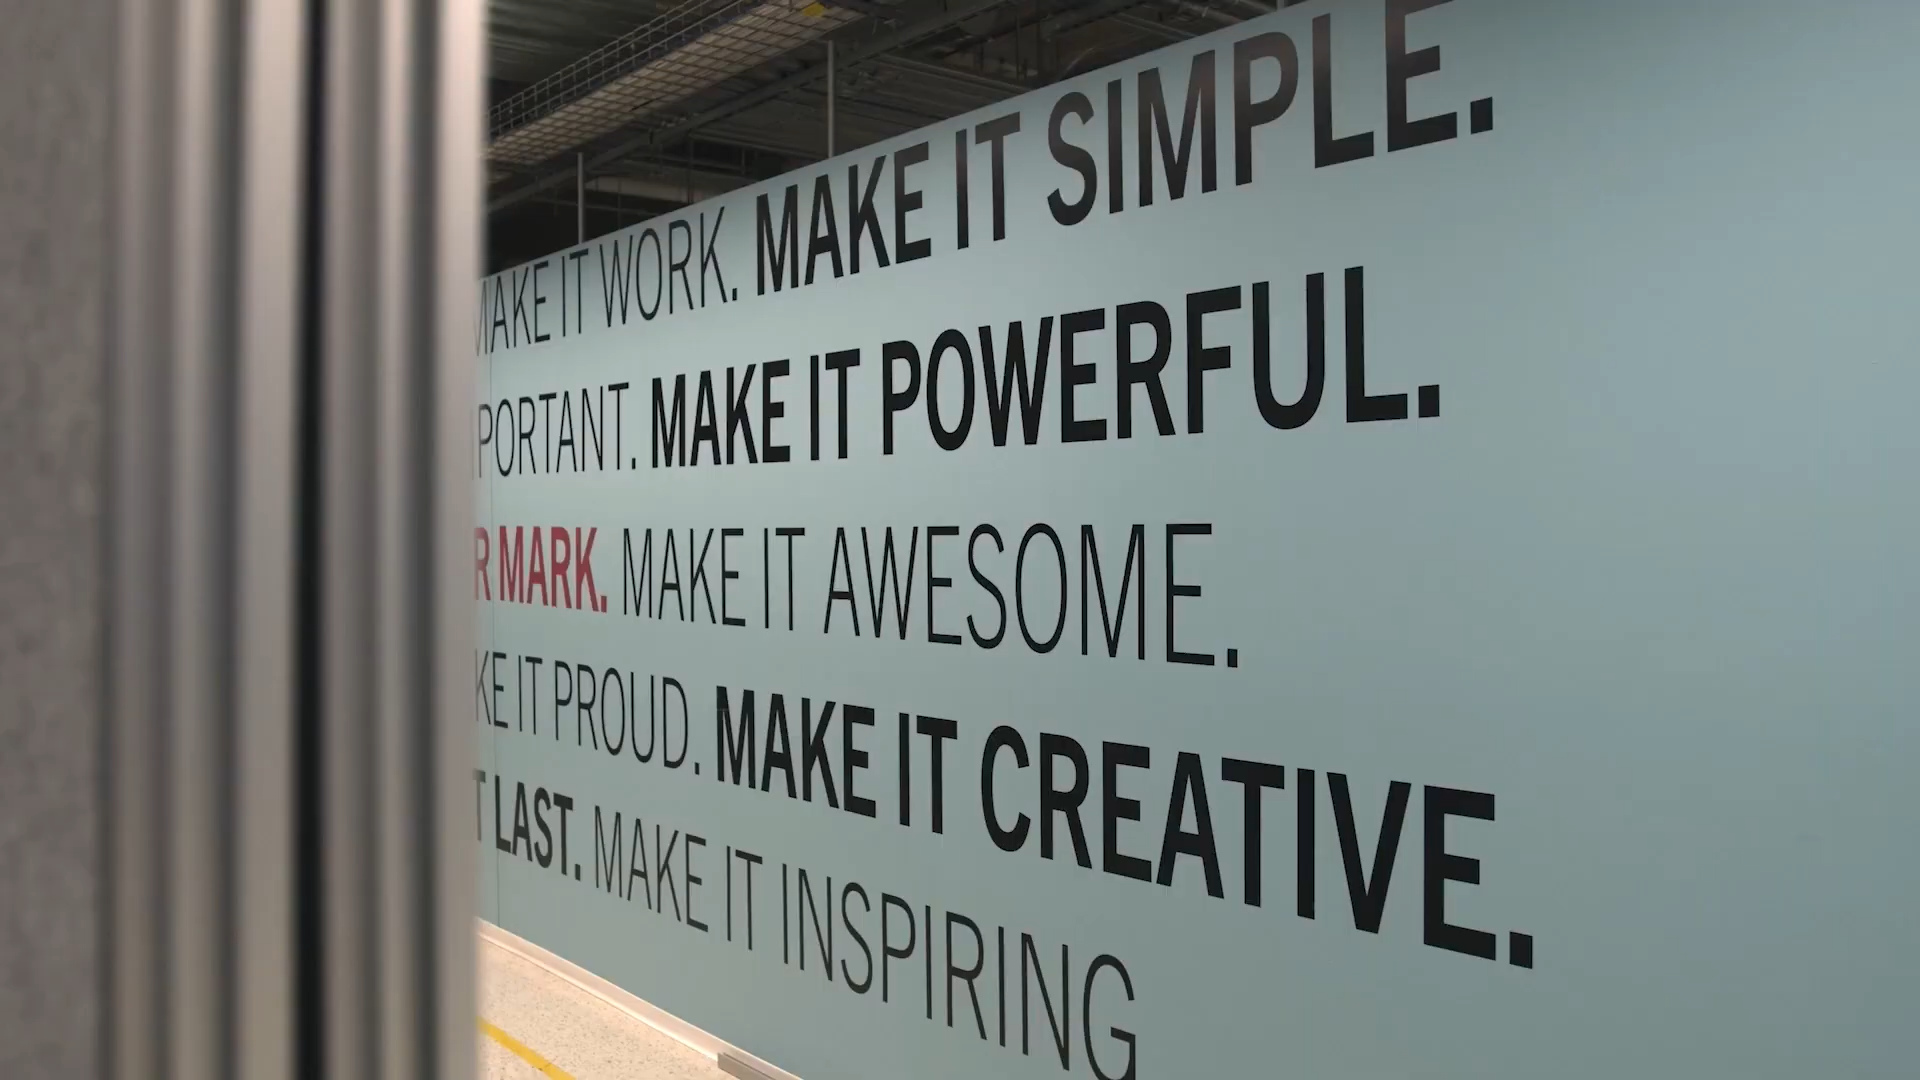 MAKE IT WORK. MAKE IT SIMPLE.
PORTANT. MAKE IT POWERFUL.
R MARK. MAKE IT AWESOME.
KE IT PROUD. MAKE IT CREATIVE.
T LAST. MAKE IT INSPIRING